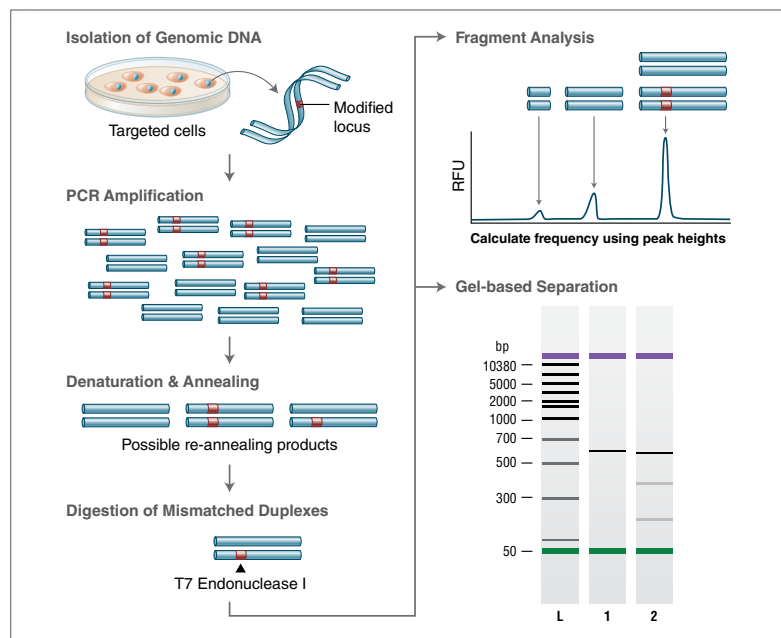 Isolation of Genomic DNA
Targeted cells
Modified
locus
PCR Amplification
Denaturation & Annealing
Possible re-annealing products
Digestion of Mismatched Duplexes
T7 Endonuclease I
Fragment Analysis
RFU
Calculate frequency using peak heights
Gel-based Separation
bp
10380
5000
2000
1000
700
500
300
50
L 1 2